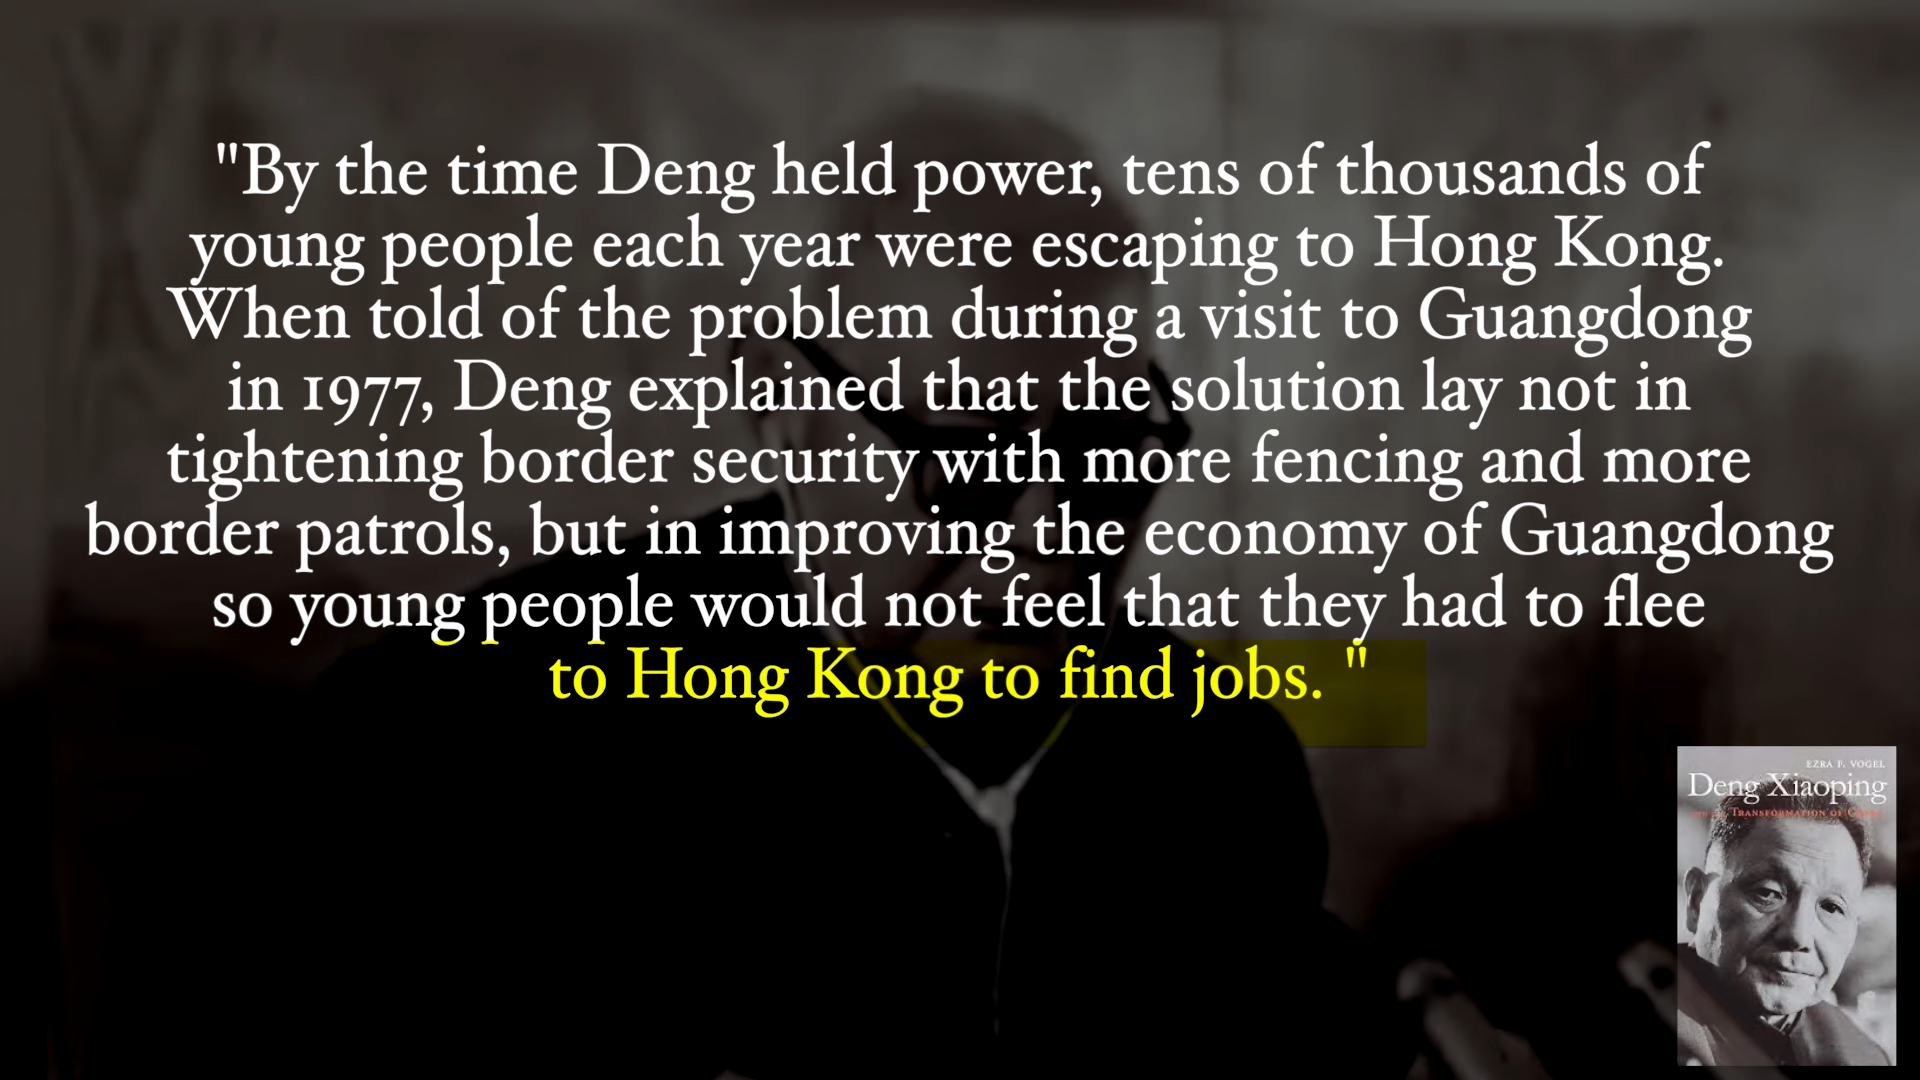 "By the time Deng held power, tens of thousands of
young people each year were escaping to Hong Kong.
When told of the problem during a visit to Guangdong
in 1977, Deng explained that the solution lay not in
tightening border security with more fencing and more
border patrols, but in improving the economy of Guangdong
so young people would not feel that they had to flee
to Hong Kong to find jobs. "
EZRA F. VOGEL
Deng Xiaoping
TRANSFORMATION OF